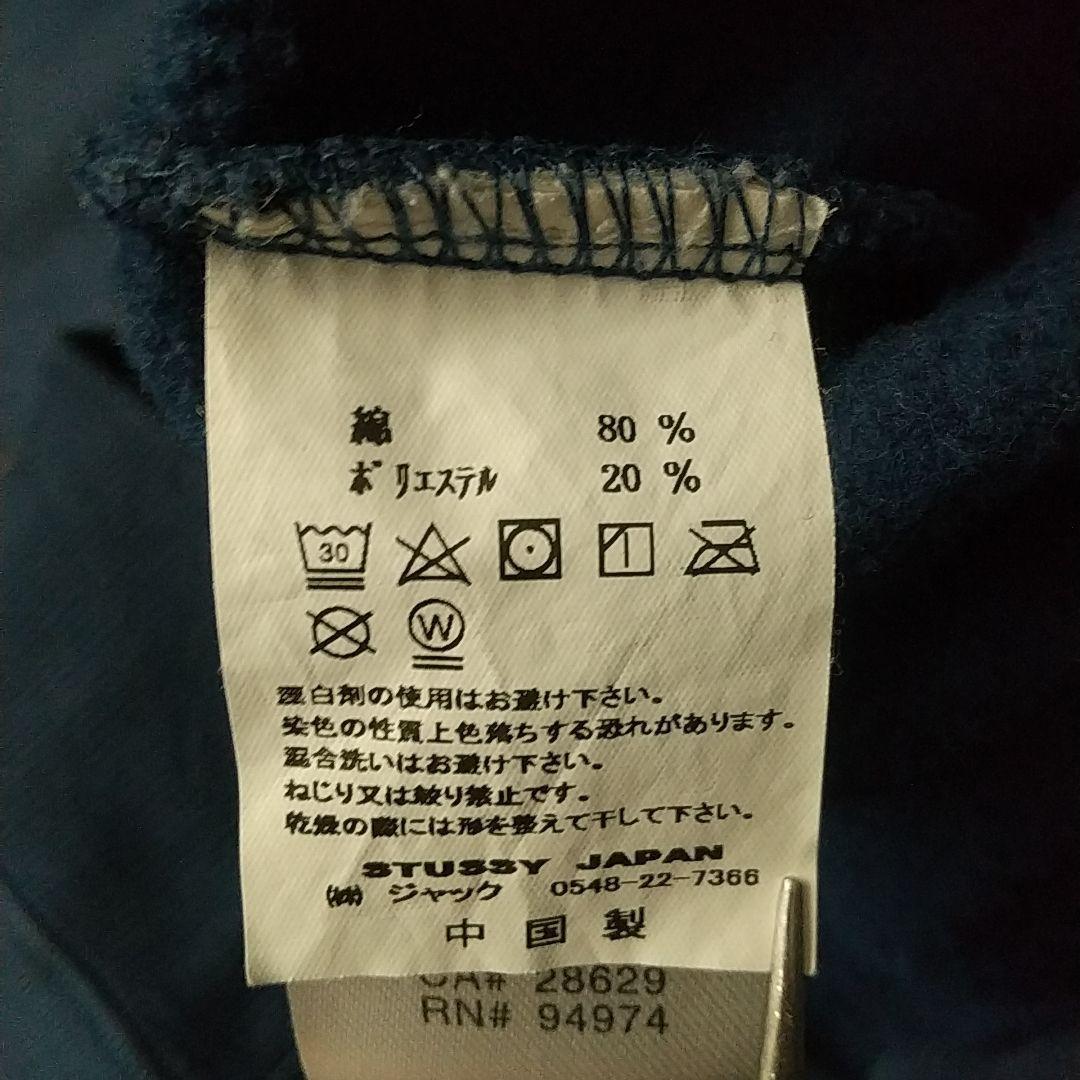 綿 80 %
ポリエステル 20 %
30
W
漂白剤の使用はお避け下さい。
染色の性質上色落ちする恐れがあります。
混合洗いはお避け下さい。
ねじり又は絞り禁止です。
乾燥の際には形を整えて干して下さい。
STUSSY JAPAN
㈱ ジャック 0548-22-7366
中国製
CA# 28629
RN# 94974